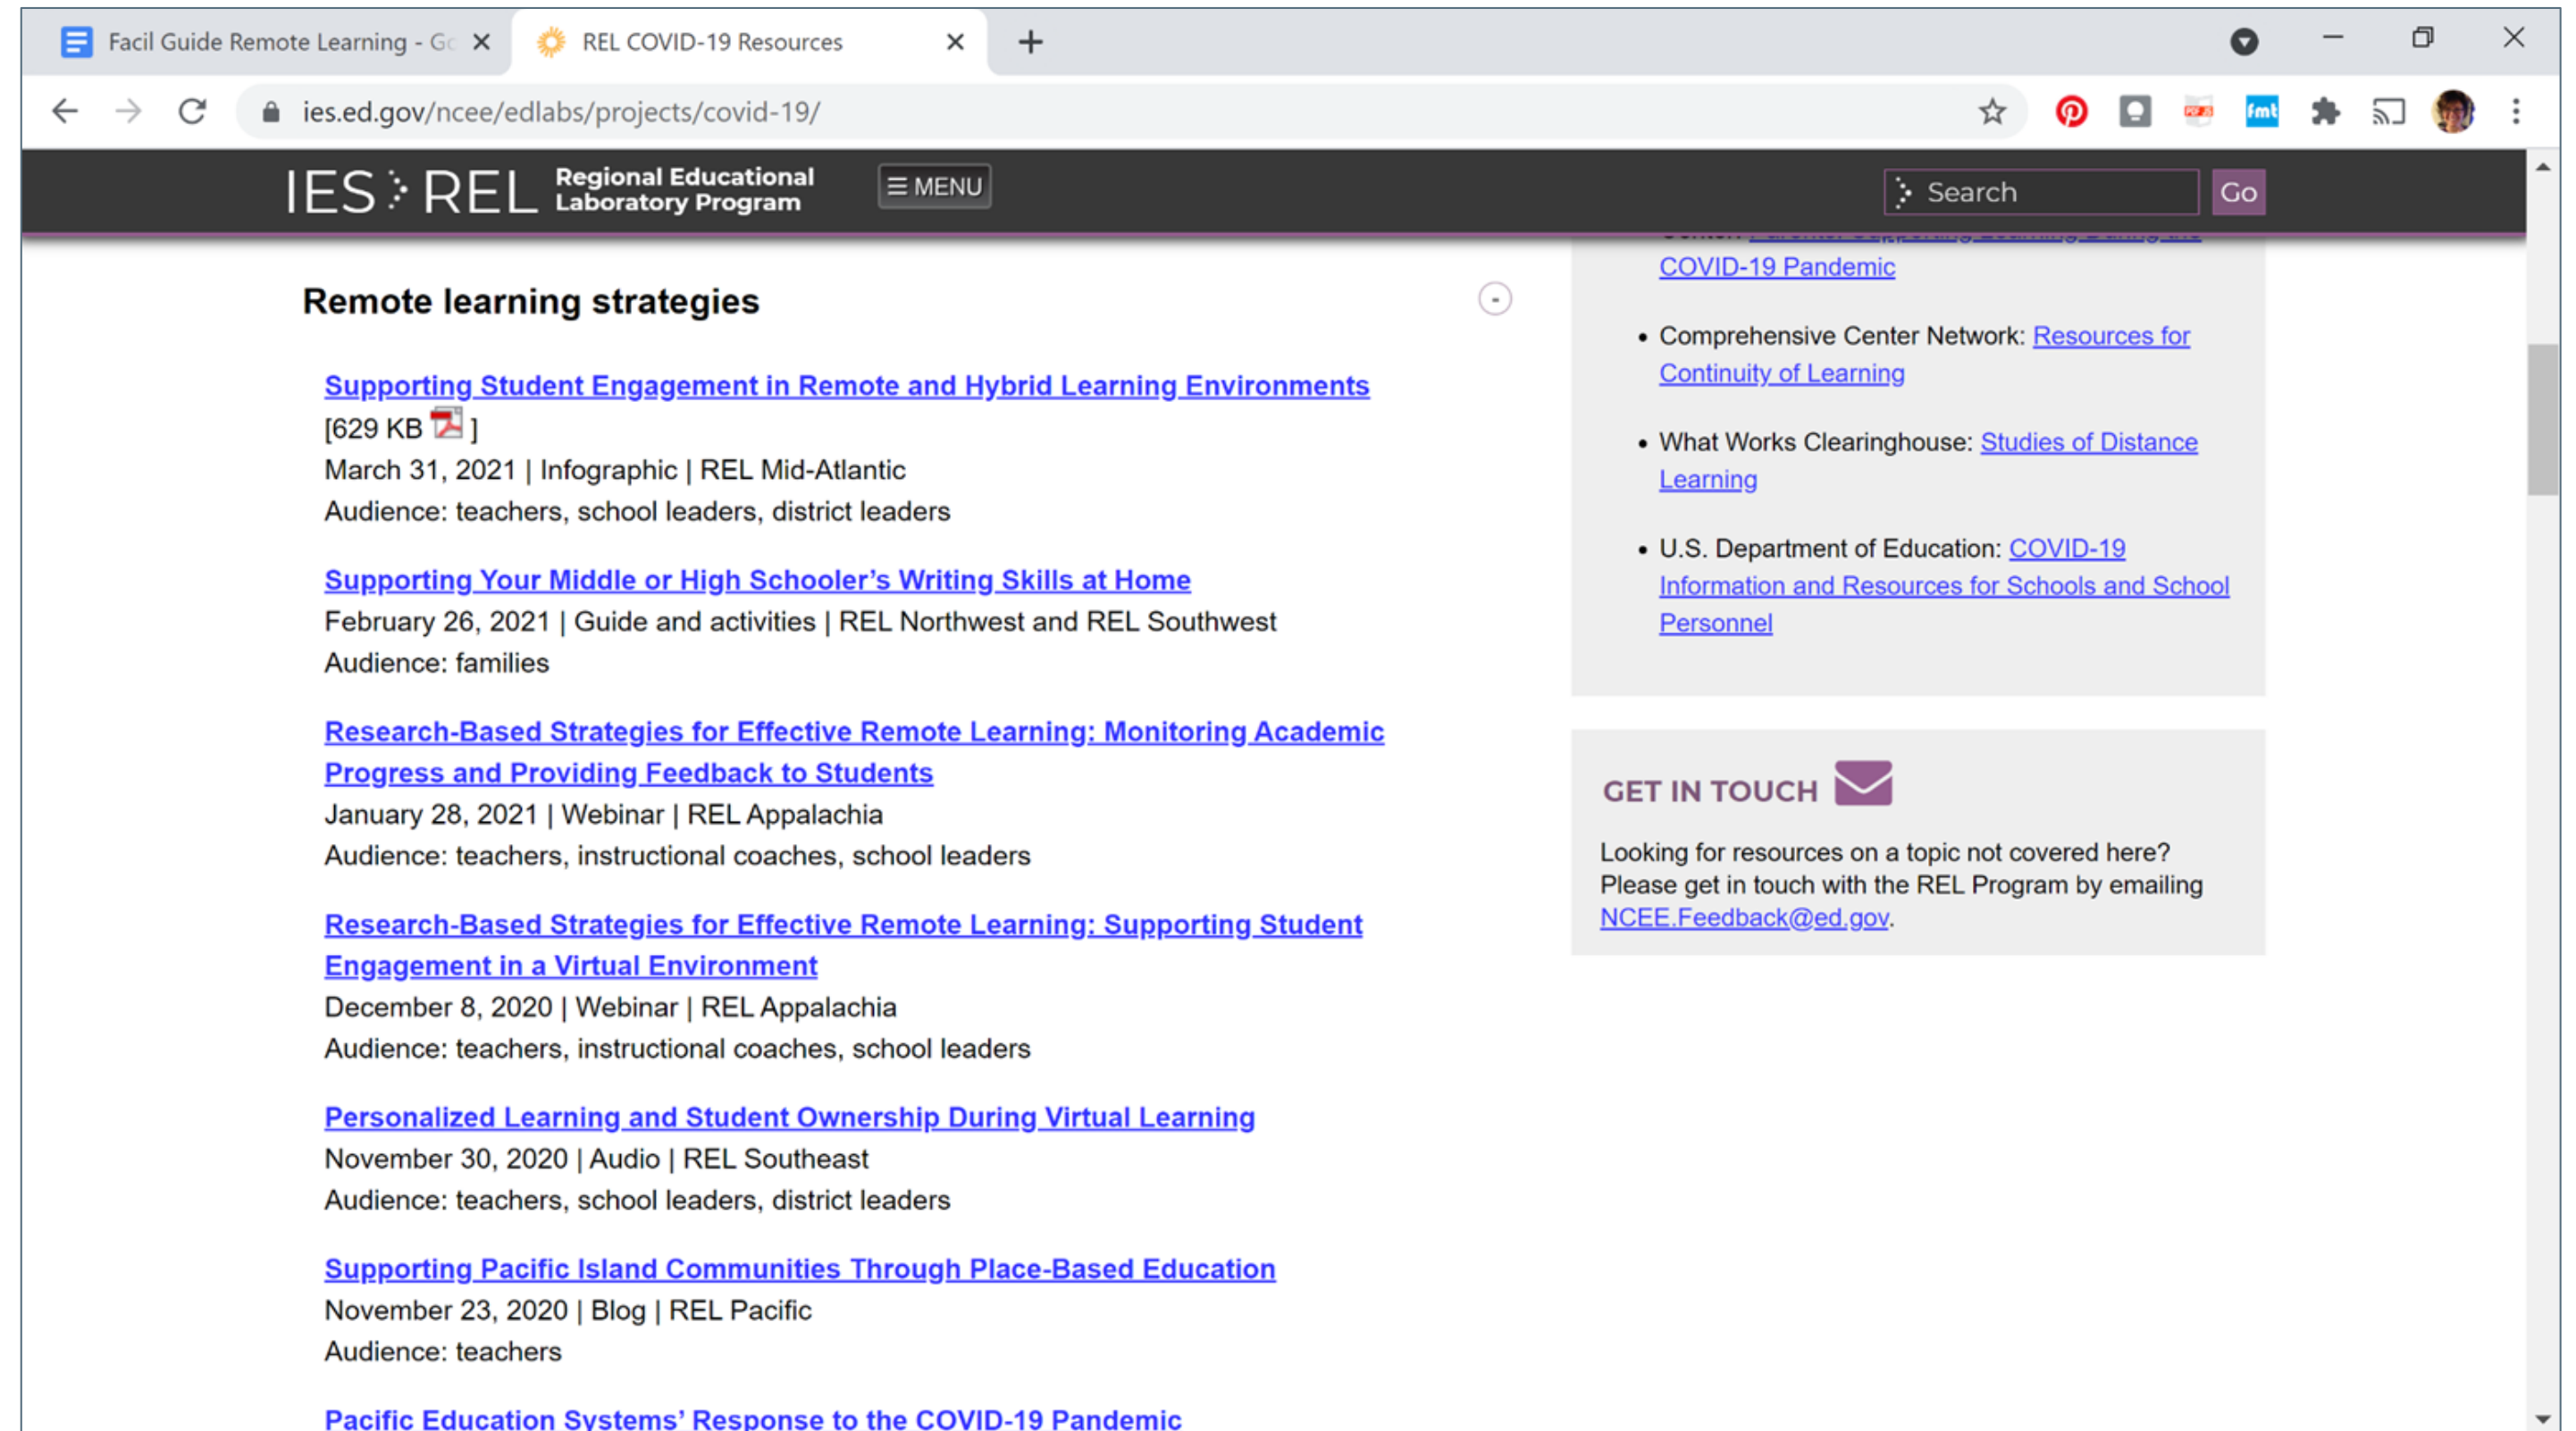 Facil Guide Remote Learning - Go
REL COVID-19 Resources
ies.ed.gov/ncee/edlabs/projects/covid-19/
fmt
IES REL Regional Educational
Laboratory Program
☰ MENU
Search
Go
Remote learning strategies
-
Supporting Student Engagement in Remote and Hybrid Learning Environments
[629 KB ]
March 31, 2021 | Infographic | REL Mid-Atlantic
Audience: teachers, school leaders, district leaders
Supporting Your Middle or High Schooler’s Writing Skills at Home
February 26, 2021 | Guide and activities | REL Northwest and REL Southwest
Audience: families
Research-Based Strategies for Effective Remote Learning: Monitoring Academic
Progress and Providing Feedback to Students
January 28, 2021 | Webinar | REL Appalachia
Audience: teachers, instructional coaches, school leaders
Research-Based Strategies for Effective Remote Learning: Supporting Student
Engagement in a Virtual Environment
December 8, 2020 | Webinar | REL Appalachia
Audience: teachers, instructional coaches, school leaders
Personalized Learning and Student Ownership During Virtual Learning
November 30, 2020 | Audio | REL Southeast
Audience: teachers, school leaders, district leaders
Supporting Pacific Island Communities Through Place-Based Education
November 23, 2020 | Blog | REL Pacific
Audience: teachers
Pacific Education Systems’ Response to the COVID-19 Pandemic
COVID-19 Pandemic
• Comprehensive Center Network: Resources for
Continuity of Learning
• What Works Clearinghouse: Studies of Distance
Learning
• U.S. Department of Education: COVID-19
Information and Resources for Schools and School
Personnel
GET IN TOUCH
Looking for resources on a topic not covered here?
Please get in touch with the REL Program by emailing
NCEE.Feedback@ed.gov.